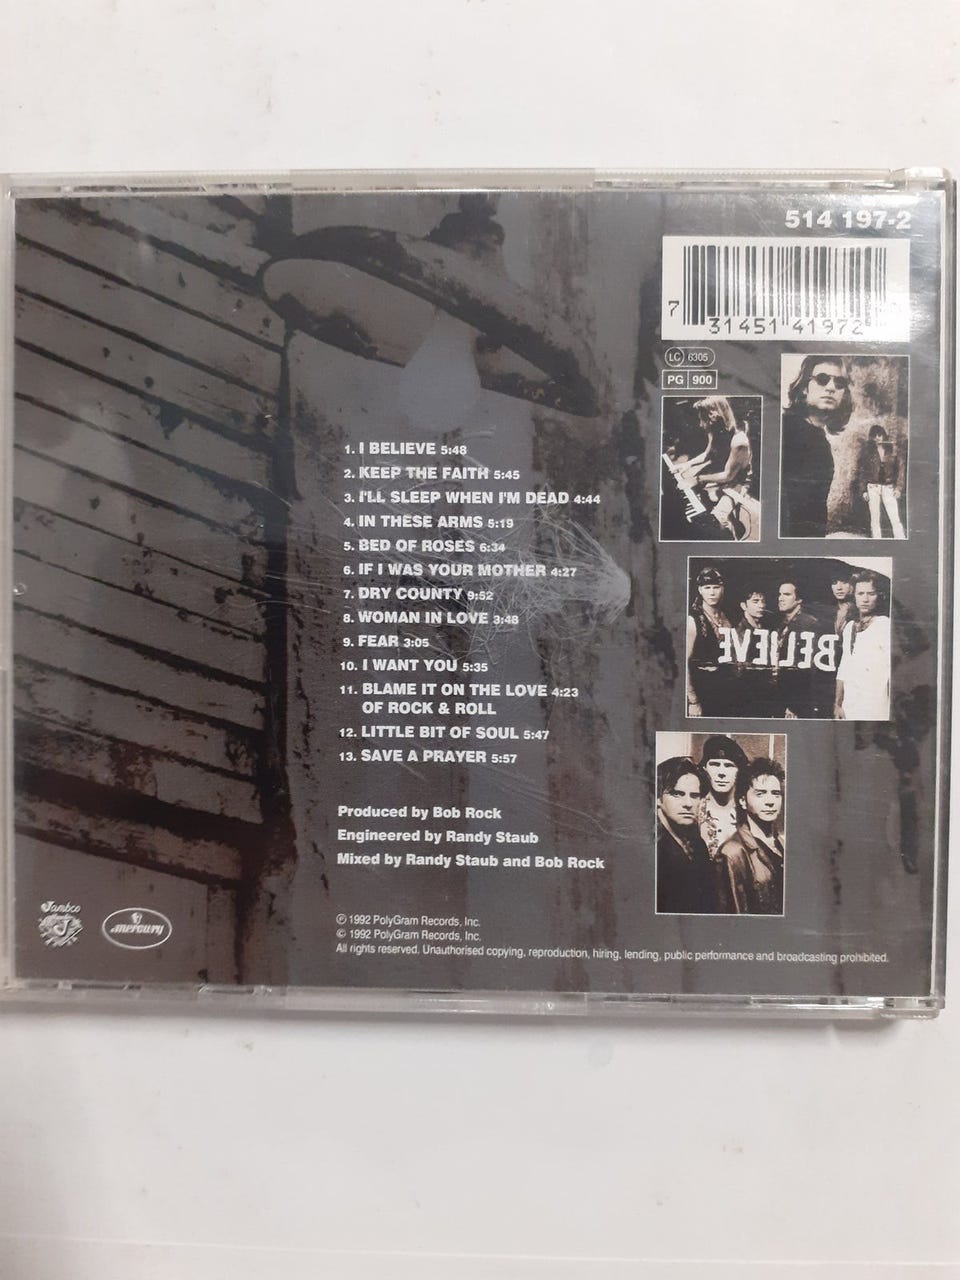 514 197-2
7
31451 41972
LC 6305
PG 900
1. I BELIEVE 5:48
2. KEEP THE FAITH 5:45
3. I'LL SLEEP WHEN I'M DEAD 4:44
4. IN THESE ARMS 5:19
5. BED OF ROSES 6:34
6. IF I WAS YOUR MOTHER 4:27
7. DRY COUNTY 9:52
8. WOMAN IN LOVE 3:48
9. FEAR 3:05
10. I WANT YOU 5:35
11. BLAME IT ON THE LOVE 4:23
OF ROCK & ROLL
12. LITTLE BIT OF SOUL 5:47
13. SAVE A PRAYER 5:57
BELIEVE
Produced by Bob Rock
Engineered by Randy Staub
Mixed by Randy Staub and Bob Rock
Jambco
J
mercury
℗ 1992 PolyGram Records, Inc.
© 1992 PolyGram Records, Inc.
All rights reserved. Unauthorised copying, reproduction, hiring, lending, public performance and broadcasting prohibited.